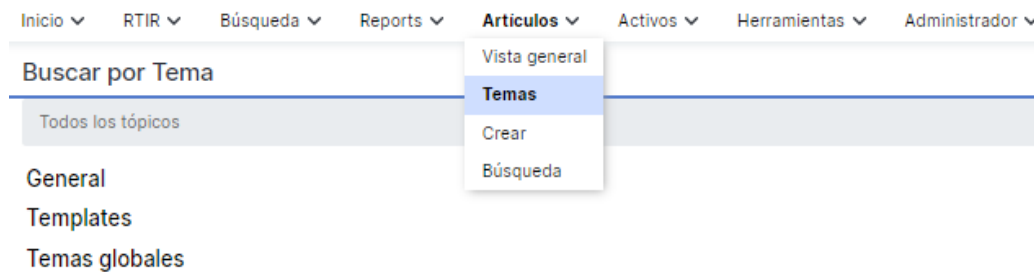 Inicio RTIR Búsqueda Reports Artículos Activos Herramientas Administrador
Vista general
Buscar por Tema
Temas
Todos los tópicos
Crear
Búsqueda
General
Templates
Temas globales